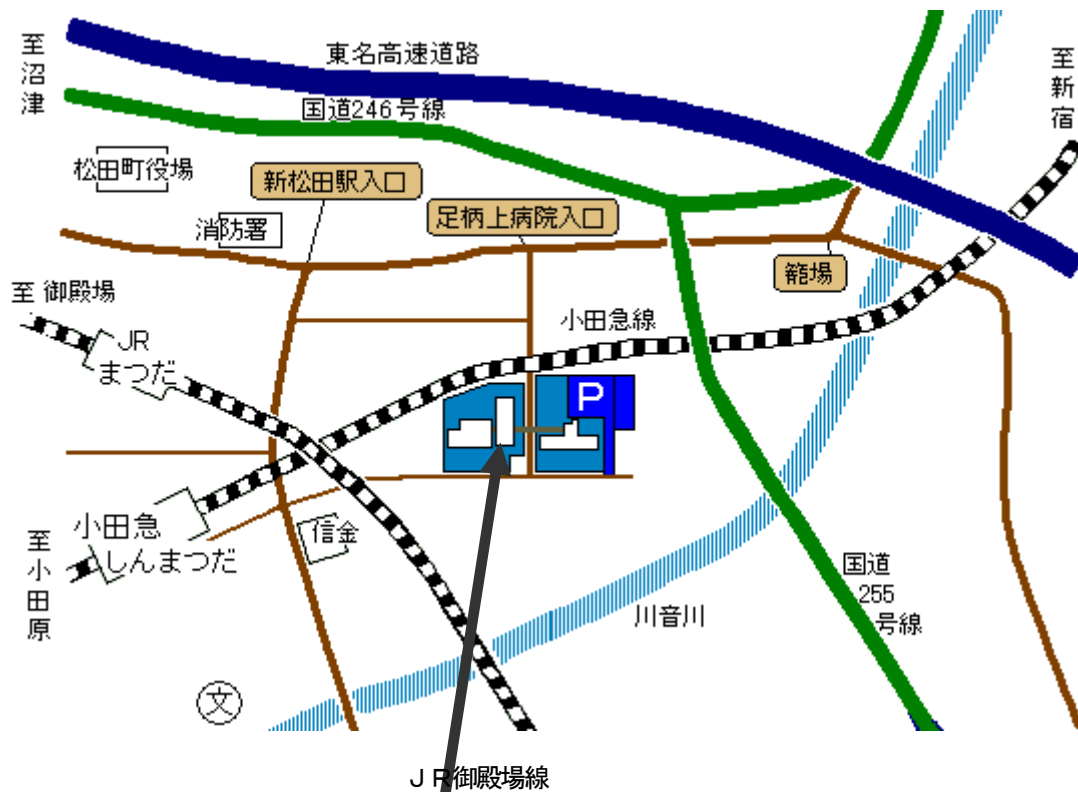 至沼津
東名高速道路
至新宿
国道246号線
松田町役場
新松田駅入口
足柄上病院入口
消防署
籠場
至 御殿場
小田急線
JR
まつだ
P
小田急
しんまつだ
信金
至小田原
国道
255
号線
川音川
文
JR御殿場線